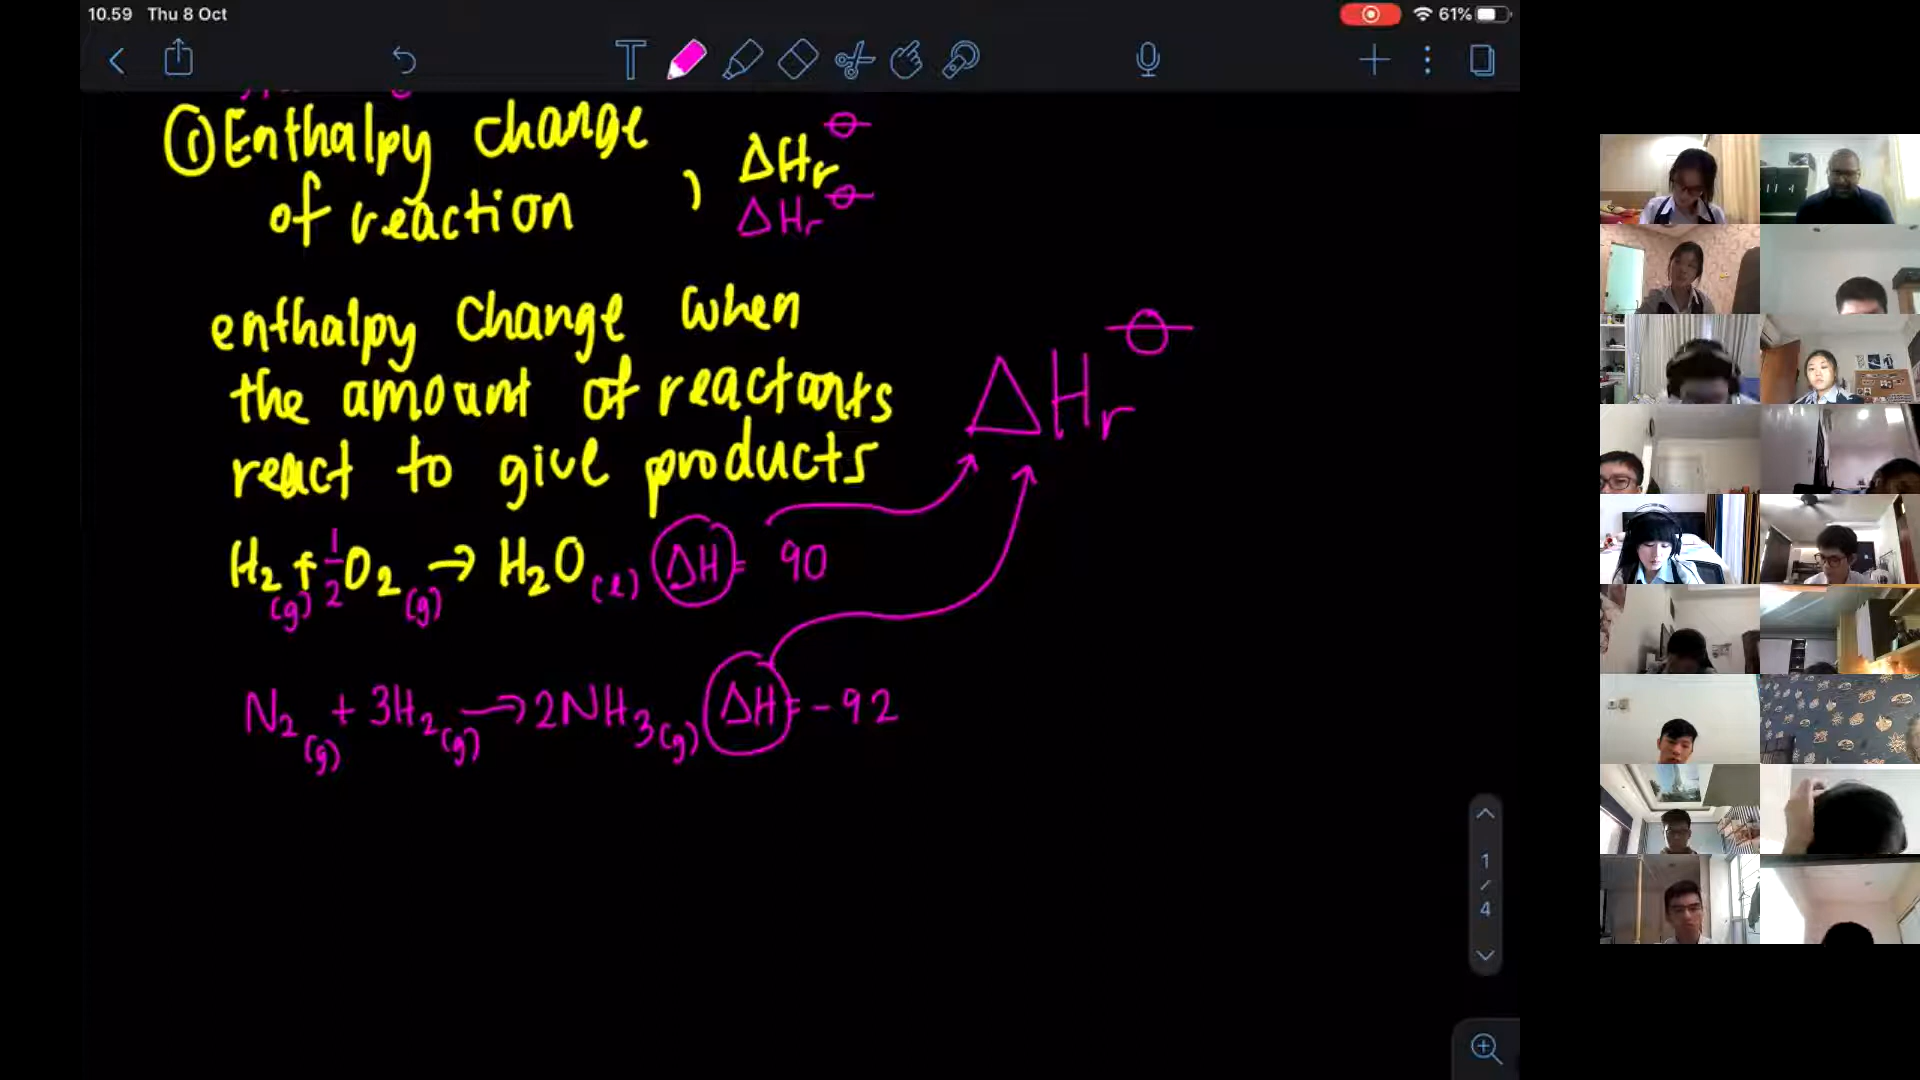 10.59 Thu 8 Oct
61%
① Enthalpy change
of reaction , ΔHr⦵
ΔHr⦵
enthalpy change when
the amount of reactants
react to give products
ΔHr⦵
H₂(g) + ½O₂(g) → H₂O(l) ΔH = 90
N₂(g) + 3H₂(g) → 2NH₃(g) ΔH = -92
1
/
4